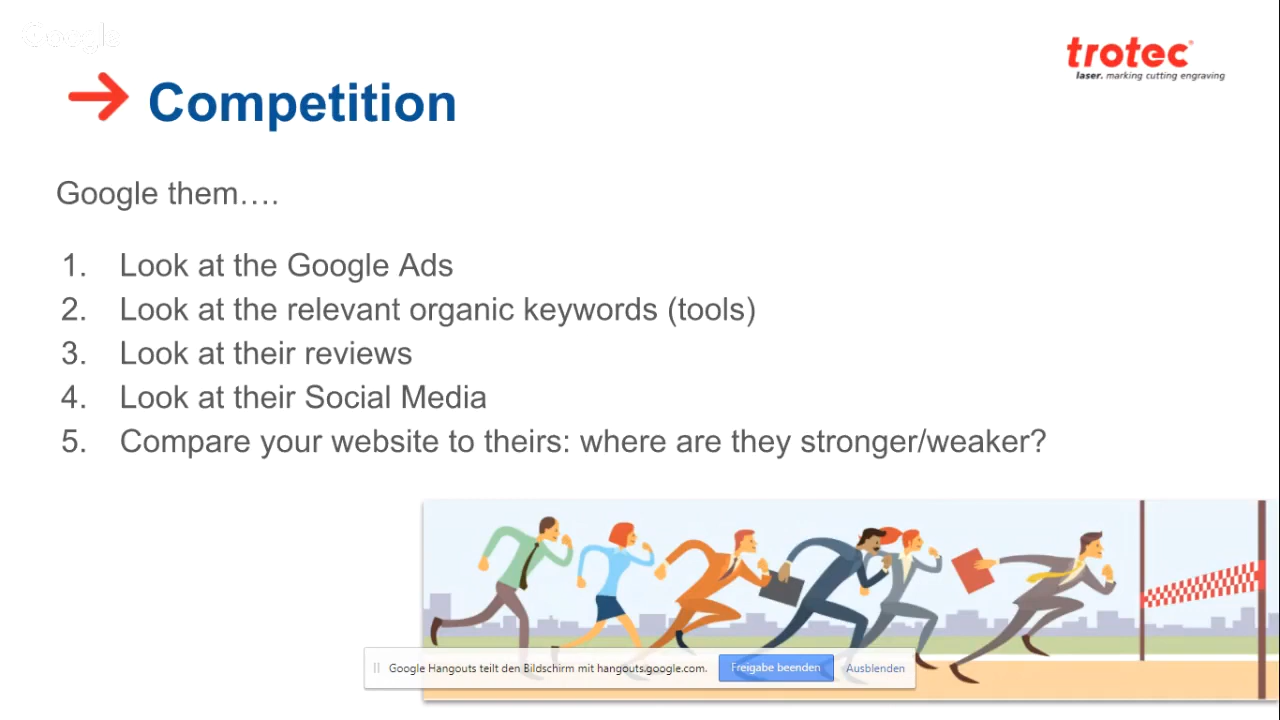 Google
trotec
laser. marking cutting engraving
Competition
Google them….
1. Look at the Google Ads
2. Look at the relevant organic keywords (tools)
3. Look at their reviews
4. Look at their Social Media
5. Compare your website to theirs: where are they stronger/weaker?
Google Hangouts teilt den Bildschirm mit hangouts.google.com. Freigabe beenden Ausblenden